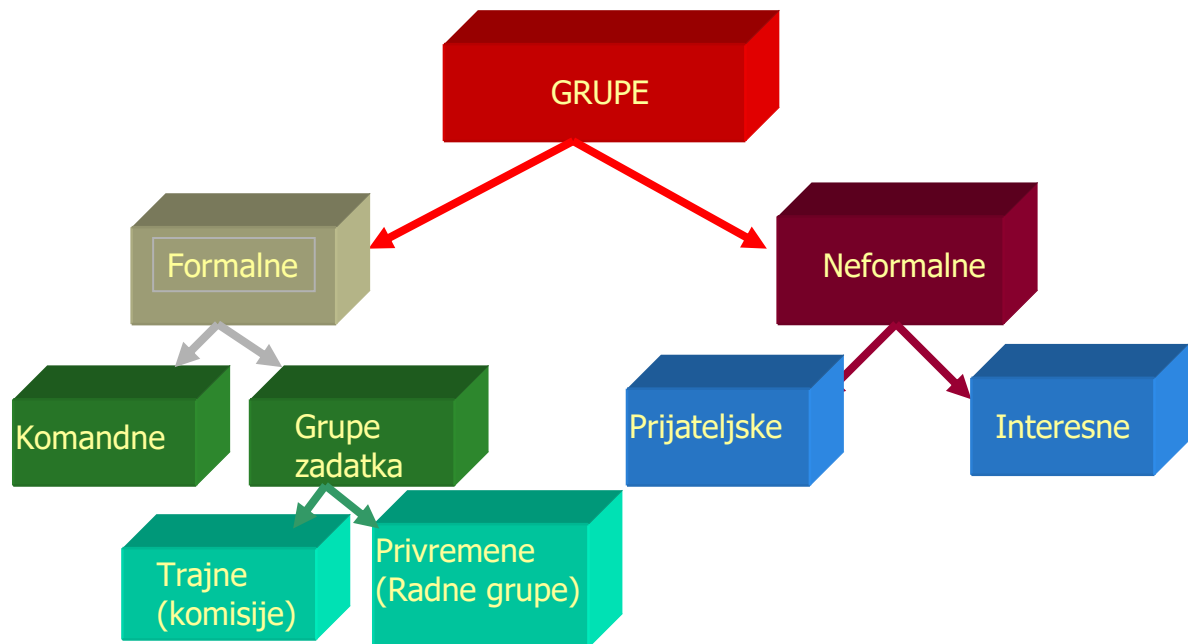 GRUPE
Formalne
Neformalne
Komandne
Grupe
zadatka
Prijateljske
Interesne
Trajne
(komisije)
Privremene
(Radne grupe)